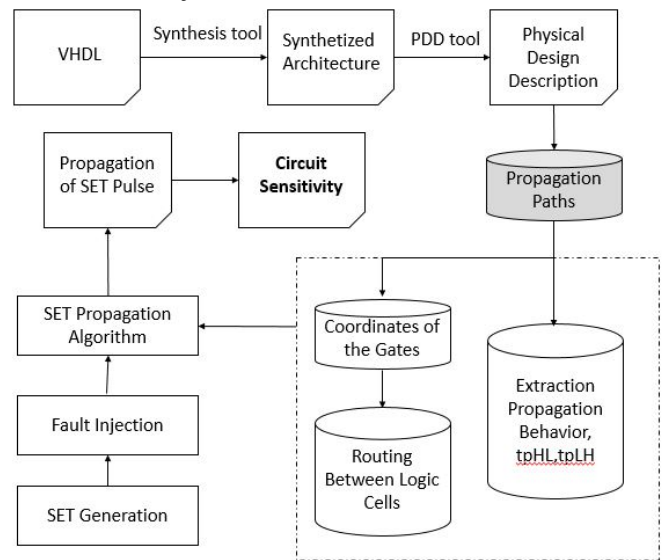 VHDL
Synthesis tool
Synthetized
Architecture
PDD tool
Physical
Design
Description
Propagation
of SET Pulse
Circuit
Sensitivity
Propagation
Paths
SET Propagation
Algorithm
Coordinates of
the Gates
Extraction
Propagation
Behavior,
tpHL,tpLH
Fault Injection
Routing
Between Logic
Cells
SET Generation